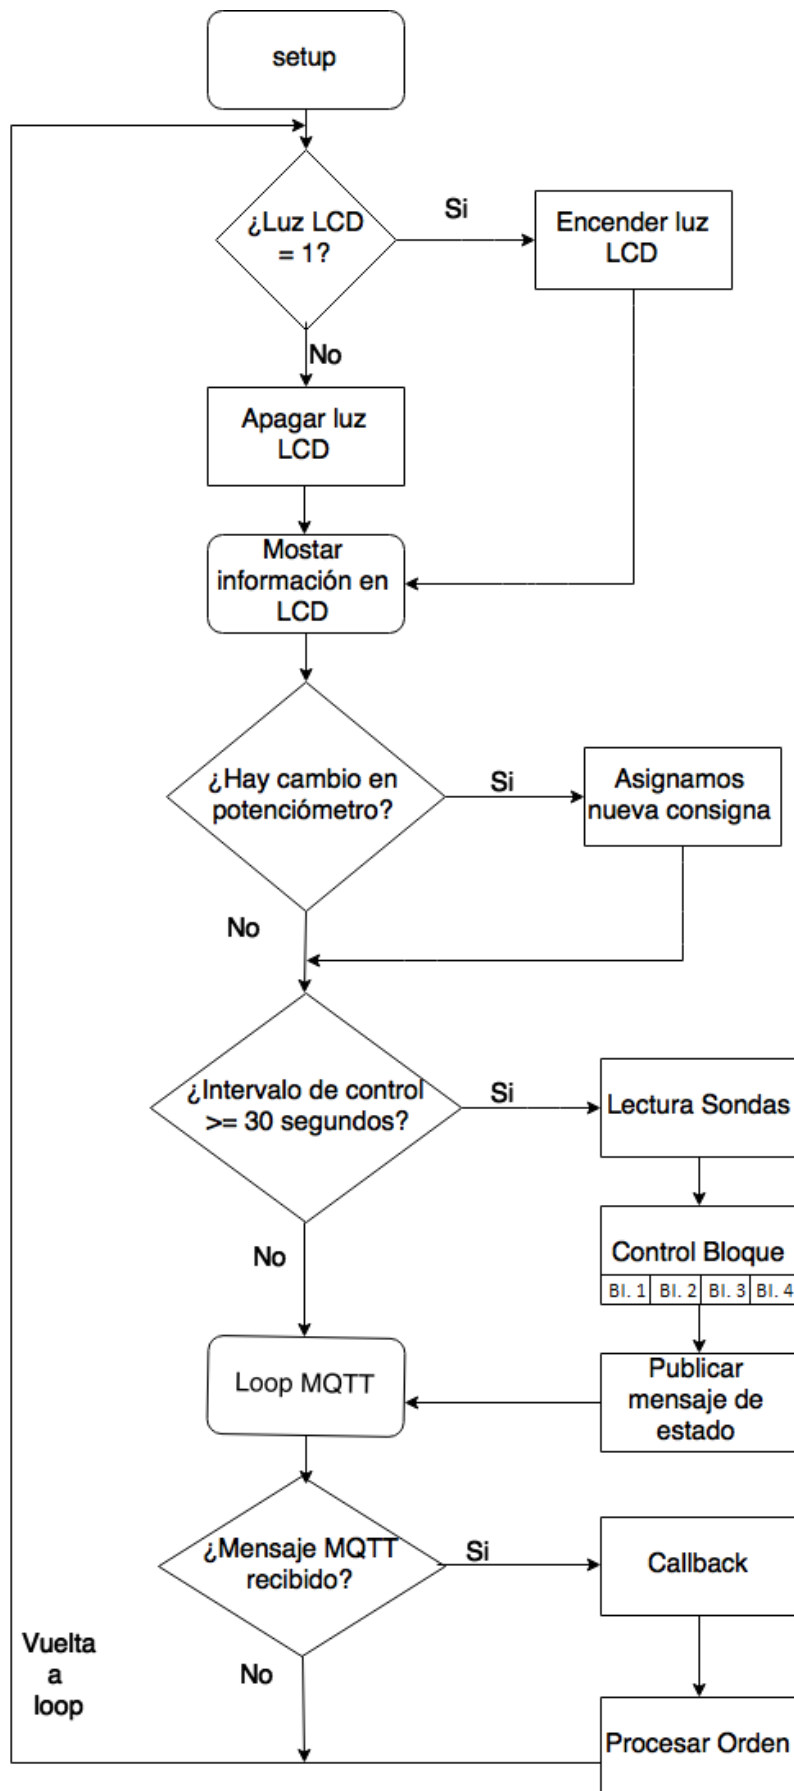 setup
¿Luz LCD
= 1?
Si
Encender luz
LCD
No
Apagar luz
LCD
Mostar
información en
LCD
¿Hay cambio en
potenciómetro?
Si
Asignamos
nueva consigna
No
¿Intervalo de control
>= 30 segundos?
Si
Lectura Sondas
No
Control Bloque
Bl. 1 Bl. 2 Bl. 3 Bl. 4
Loop MQTT
Publicar
mensaje de
estado
¿Mensaje MQTT
recibido?
Si
Callback
Vuelta
a
loop
No
Procesar Orden